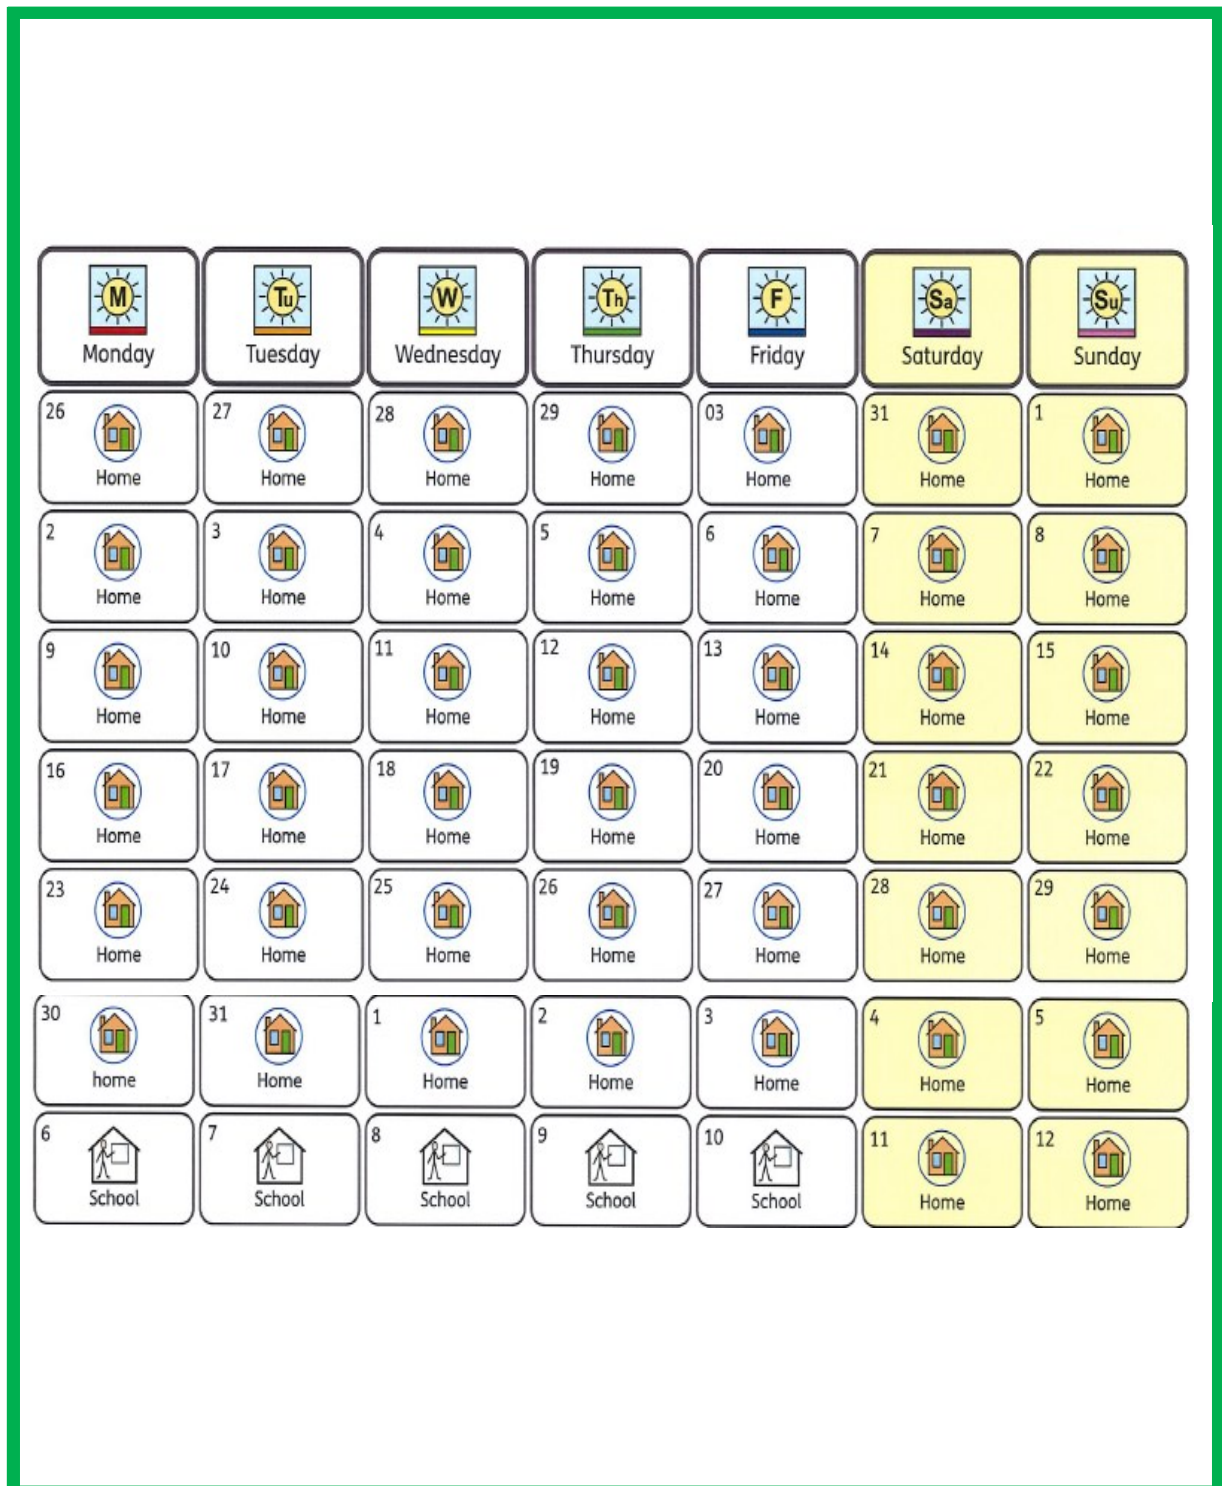 M Tu W Th F Sa Su
Monday Tuesday Wednesday Thursday Friday Saturday Sunday
26 27 28 29 03 31 1
Home Home Home Home Home Home Home
2 3 4 5 6 7 8
Home Home Home Home Home Home Home
9 10 11 12 13 14 15
Home Home Home Home Home Home Home
16 17 18 19 20 21 22
Home Home Home Home Home Home Home
23 24 25 26 27 28 29
Home Home Home Home Home Home Home
30 31 1 2 3 4 5
home Home Home Home Home Home Home
6 7 8 9 10 11 12
School School School School School Home Home